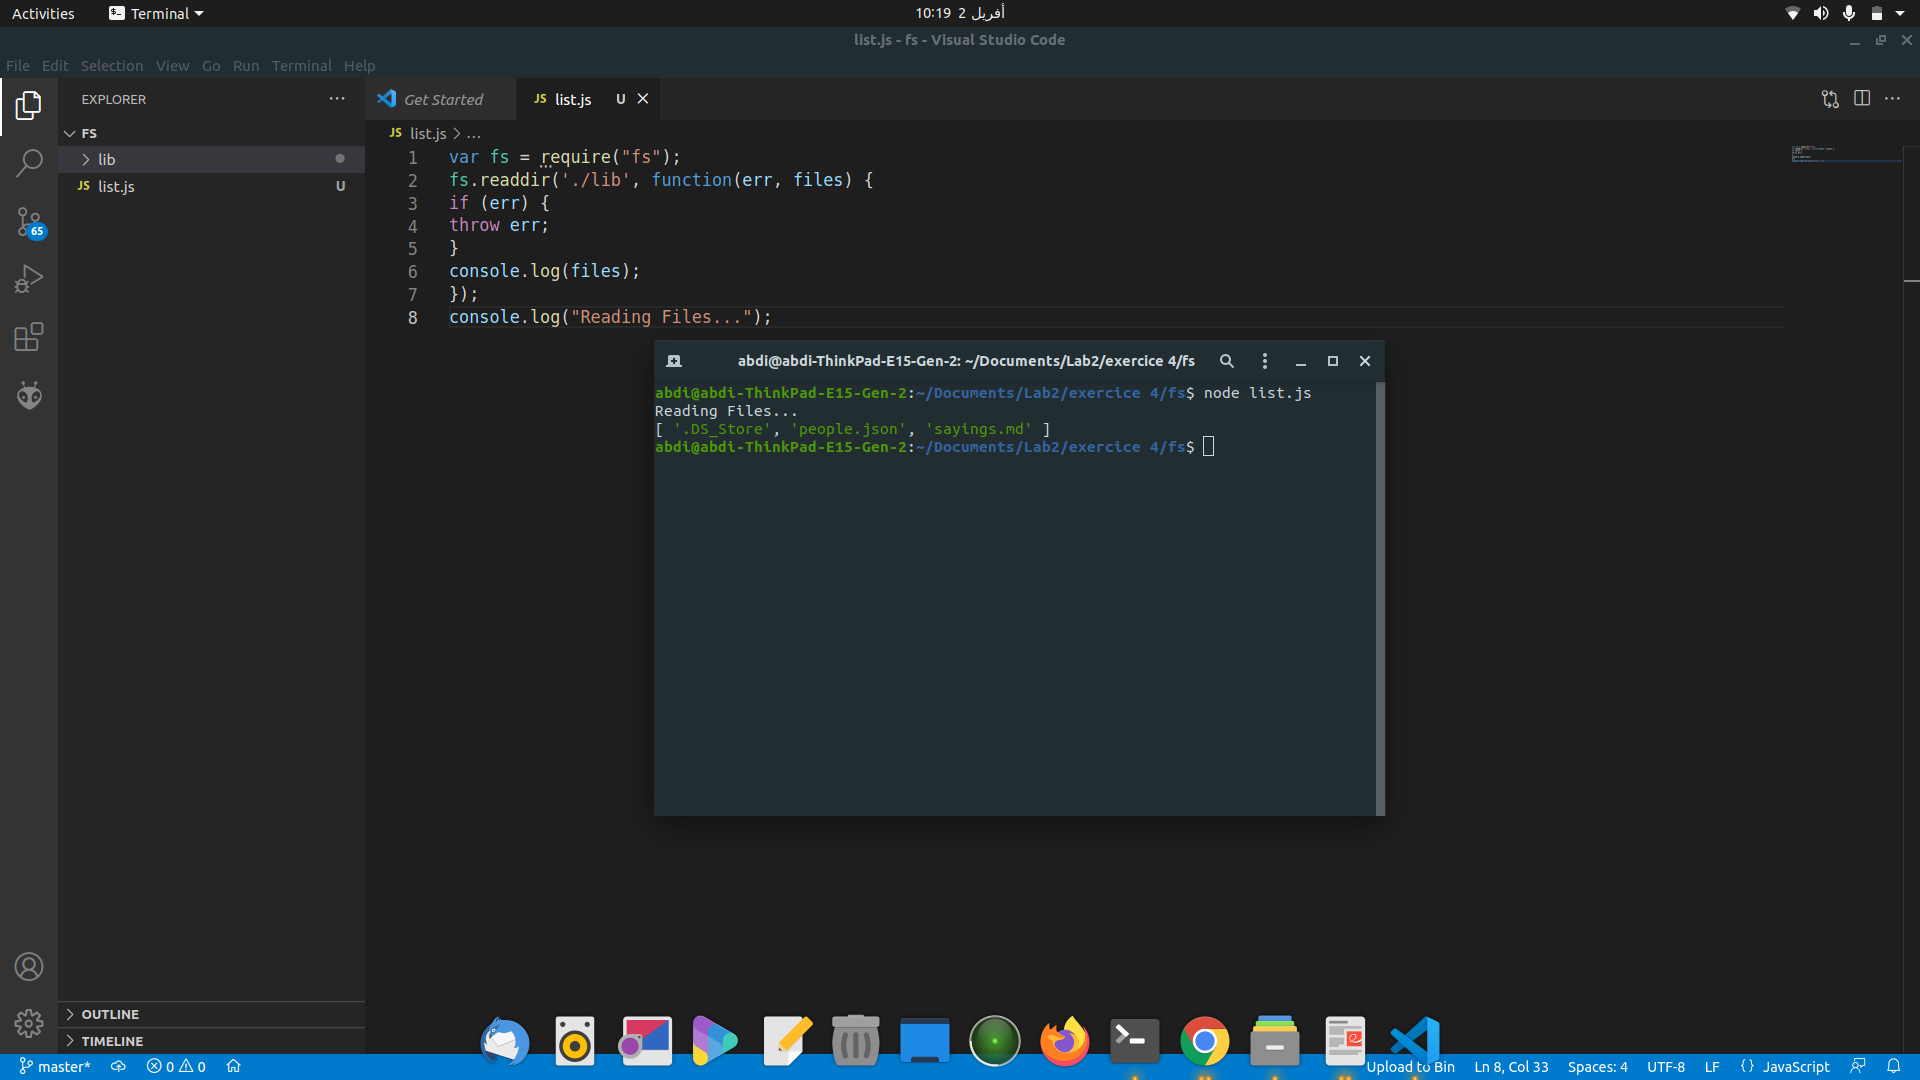 Activities
Terminal
10:19 2 أفريل
list.js - fs - Visual Studio Code
File Edit Selection View Go Run Terminal Help
EXPLORER
FS
lib
JS list.js U
65
Get Started
JS list.js U
JS list.js > ...
1 var fs = require("fs");
2 fs.readdir('./lib', function(err, files) {
3 if (err) {
4 throw err;
5 }
6 console.log(files);
7 });
8 console.log("Reading Files...");
abdi@abdi-ThinkPad-E15-Gen-2: ~/Documents/Lab2/exercice 4/fs
abdi@abdi-ThinkPad-E15-Gen-2:~/Documents/Lab2/exercice 4/fs$ node list.js
Reading Files...
[ '.DS_Store', 'people.json', 'sayings.md' ]
abdi@abdi-ThinkPad-E15-Gen-2:~/Documents/Lab2/exercice 4/fs$
OUTLINE
TIMELINE
master* 0 0
Upload to Bin Ln 8, Col 33 Spaces: 4 UTF-8 LF {} JavaScript